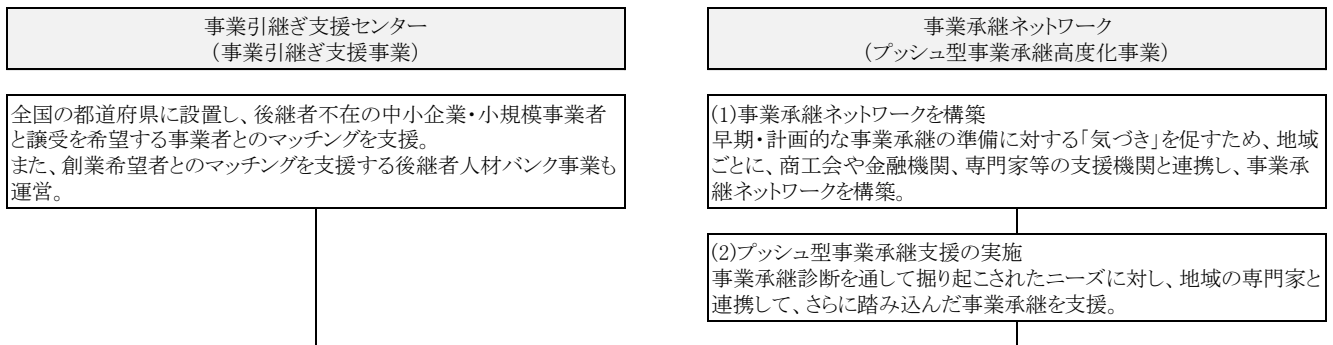 事業引継ぎ支援センター
（事業引継ぎ支援事業）
全国の都道府県に設置し、後継者不在の中小企業・小規模事業者
と譲受を希望する事業者とのマッチングを支援。
また、創業希望者とのマッチングを支援する後継者人材バンク事業も
運営。
事業承継ネットワーク
（プッシュ型事業承継高度化事業）
(1)事業承継ネットワークを構築
早期・計画的な事業承継の準備に対する「気づき」を促すため、地域
ごとに、商工会や金融機関、専門家等の支援機関と連携し、事業承
継ネットワークを構築。
(2)プッシュ型事業承継支援の実施
事業承継診断を通して掘り起こされたニーズに対し、地域の専門家と
連携して、さらに踏み込んだ事業承継を支援。